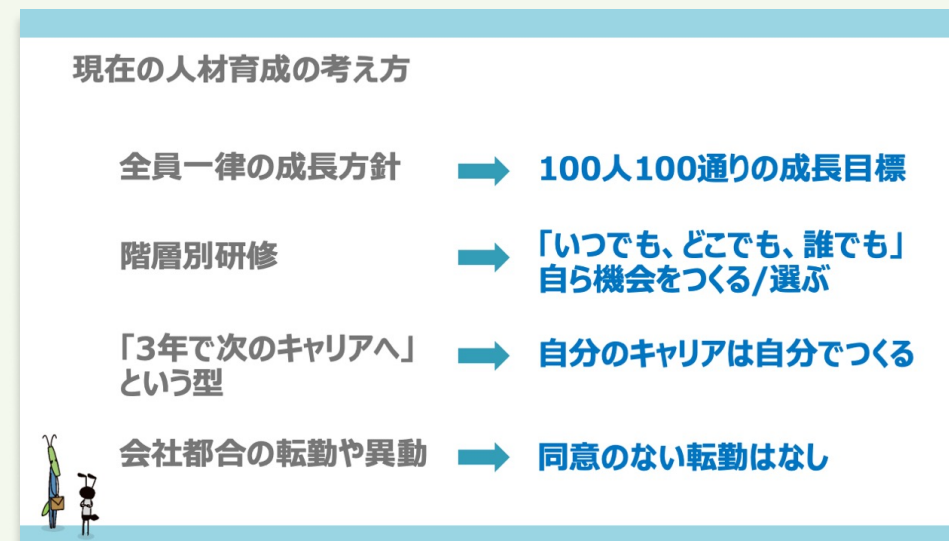 現在の人材育成の考え方
全員一律の成長方針
100人100通りの成長目標
階層別研修
「いつでも、どこでも、誰でも」
自ら機会をつくる/選ぶ
「3年で次のキャリアへ」
という型
自分のキャリアは自分でつくる
会社都合の転勤や異動
同意のない転勤はなし